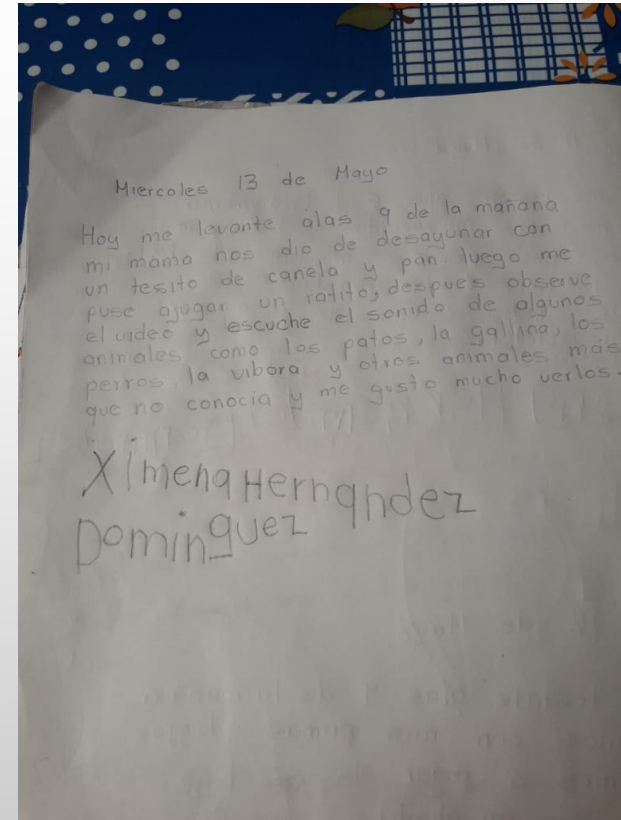 Miercoles 13 de Mayo
Hoy me levante alas 9 de la mañana
mi mama nos dio de desayunar con
un tesito de canela y pan luego me
puse ajugar un ratito, despues observe
el video y escuche el sonido de algunos
animales como los patos, la gallina, los
perros la vibora y otros animales mas
que no conocia y me gusto mucho verlos.
Ximena Hernandez
Dominguez